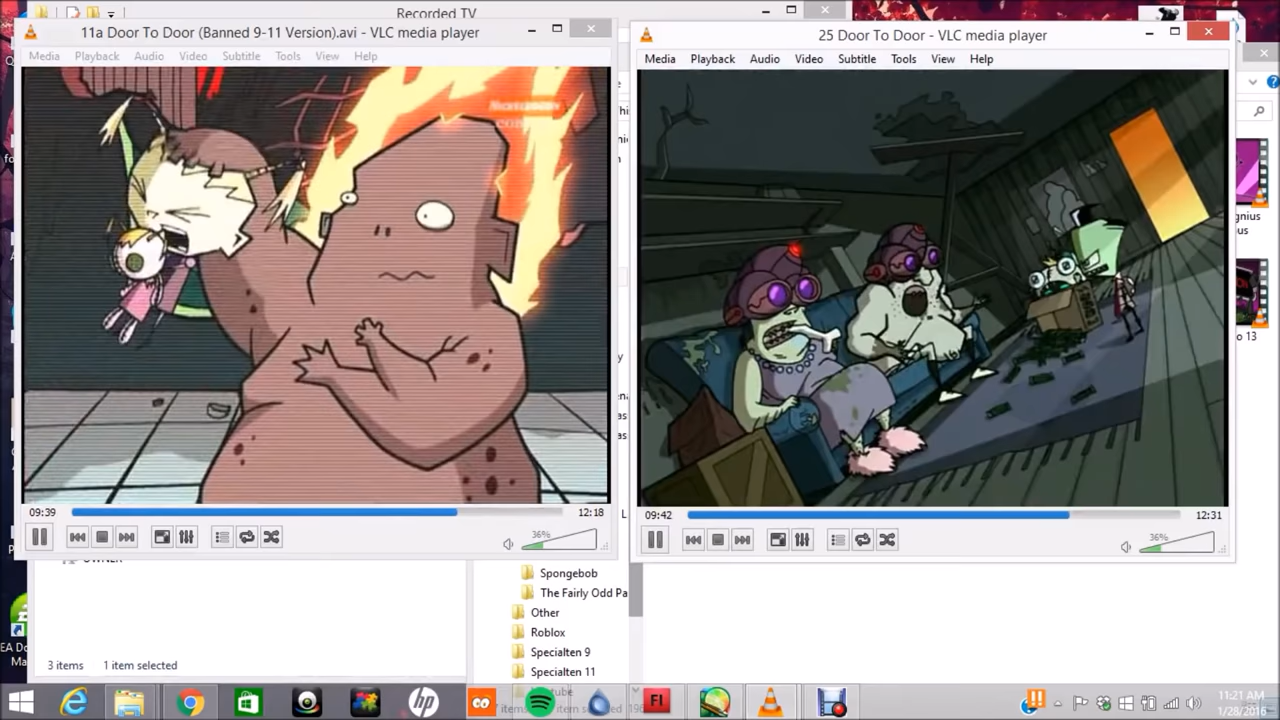 Recorded TV
11a Door To Door (Banned 9-11 Version).avi - VLC media player
Media Playback Audio Video Subtitle Tools View Help
09:39
12:18
36%
25 Door To Door - VLC media player
Media Playback Audio Video Subtitle Tools View Help
09:42
12:31
36%
OWNER
3 items 1 item selected
Spongebob
The Fairly Odd Pa
Other
Roblox
Specialten 9
Specialten 11
11:21 AM
1/28/2016